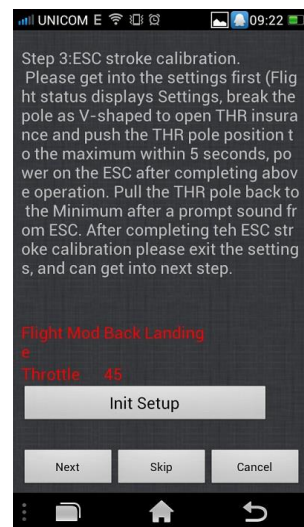 UNICOM E 09:22
Step 3:ESC stroke calibration.
Please get into the settings first (Flig
ht status displays Settings, break the
pole as V-shaped to open THR insura
nce and push the THR pole position t
o the maximum within 5 seconds, po
wer on the ESC after completing abov
e operation. Pull the THR pole back to
the Minimum after a prompt sound fr
om ESC. After completing teh ESC str
oke calibration please exit the setting
s, and can get into next step.
Flight Mod Back Landing
e
Throttle 45
Init Setup
Next Skip Cancel